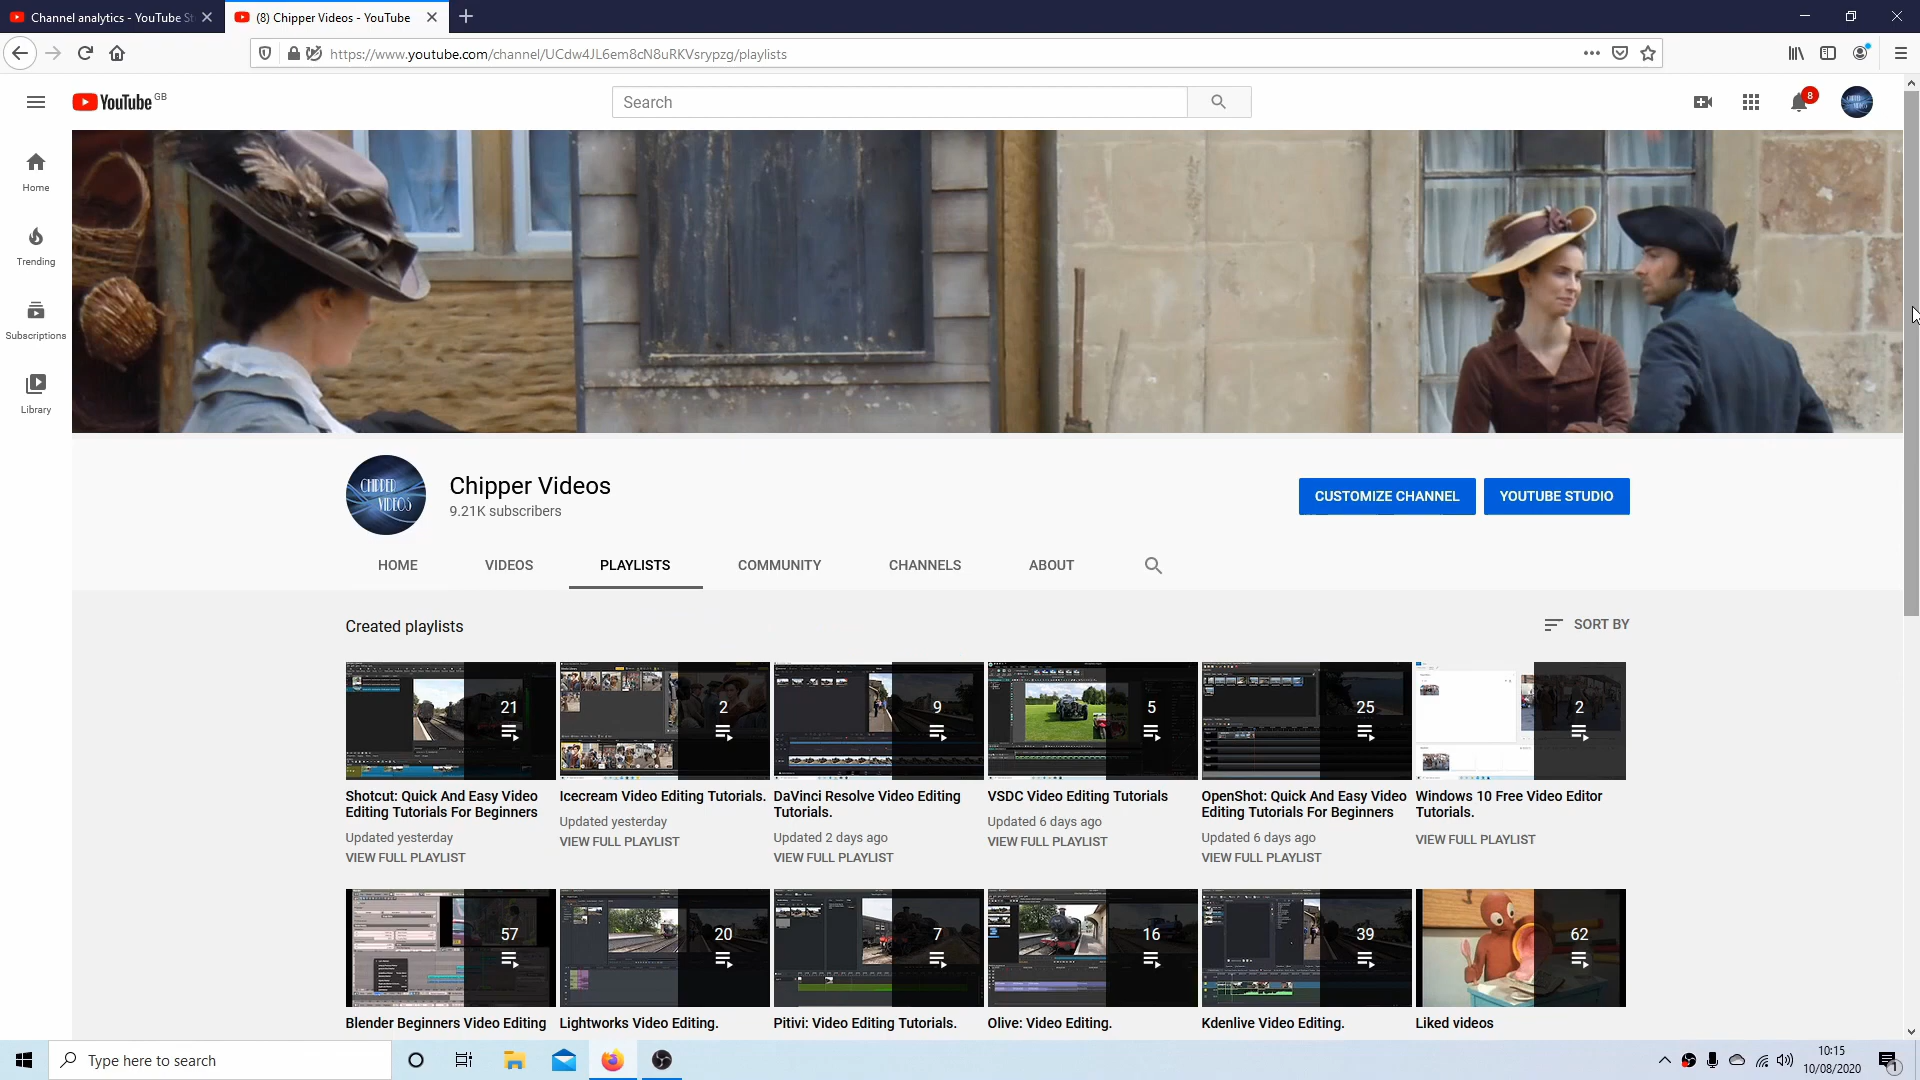 Channel analytics - YouTube St
(8) Chipper Videos - YouTube
https://www.youtube.com/channel/UCdw4JL6em8cN8uRKVsrypzg/playlists
YouTube GB
Search
8
Home
Trending
Subscriptions
Library
CHIPPER VIDEOS
Chipper Videos
9.21K subscribers
CUSTOMIZE CHANNEL
YOUTUBE STUDIO
HOME VIDEOS PLAYLISTS COMMUNITY CHANNELS ABOUT
Created playlists
SORT BY
21
2
9
5
25
2
Shotcut: Quick And Easy Video
Editing Tutorials For Beginners
Updated yesterday
VIEW FULL PLAYLIST
Icecream Video Editing Tutorials.
Updated yesterday
VIEW FULL PLAYLIST
DaVinci Resolve Video Editing
Tutorials.
Updated 2 days ago
VIEW FULL PLAYLIST
VSDC Video Editing Tutorials
Updated 6 days ago
VIEW FULL PLAYLIST
OpenShot: Quick And Easy Video
Editing Tutorials For Beginners
Updated 6 days ago
VIEW FULL PLAYLIST
Windows 10 Free Video Editor
Tutorials.
VIEW FULL PLAYLIST
57
20
7
16
39
62
Blender Beginners Video Editing
Lightworks Video Editing.
Pitivi: Video Editing Tutorials.
Olive: Video Editing.
Kdenlive Video Editing.
Liked videos
Type here to search
10:15
10/08/2020
1